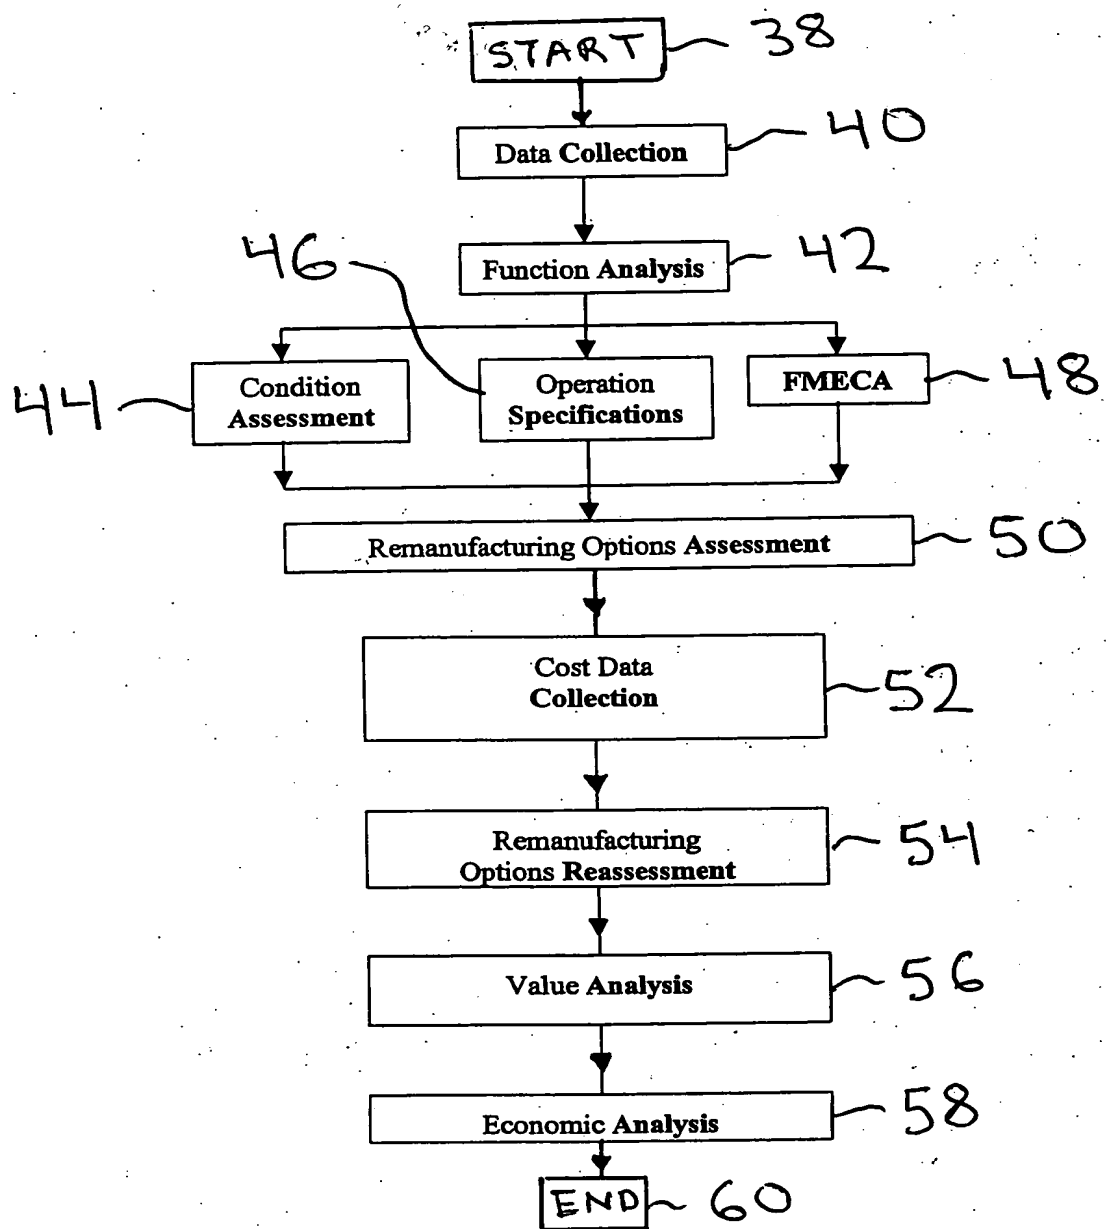 START 38
Data Collection 40
46
Function Analysis 42
44
Condition
Assessment
Operation
Specifications
FMECA 48
Remanufacturing Options Assessment 50
Cost Data
Collection
52
Remanufacturing
Options Reassessment
54
Value Analysis 56
Economic Analysis 58
END 60